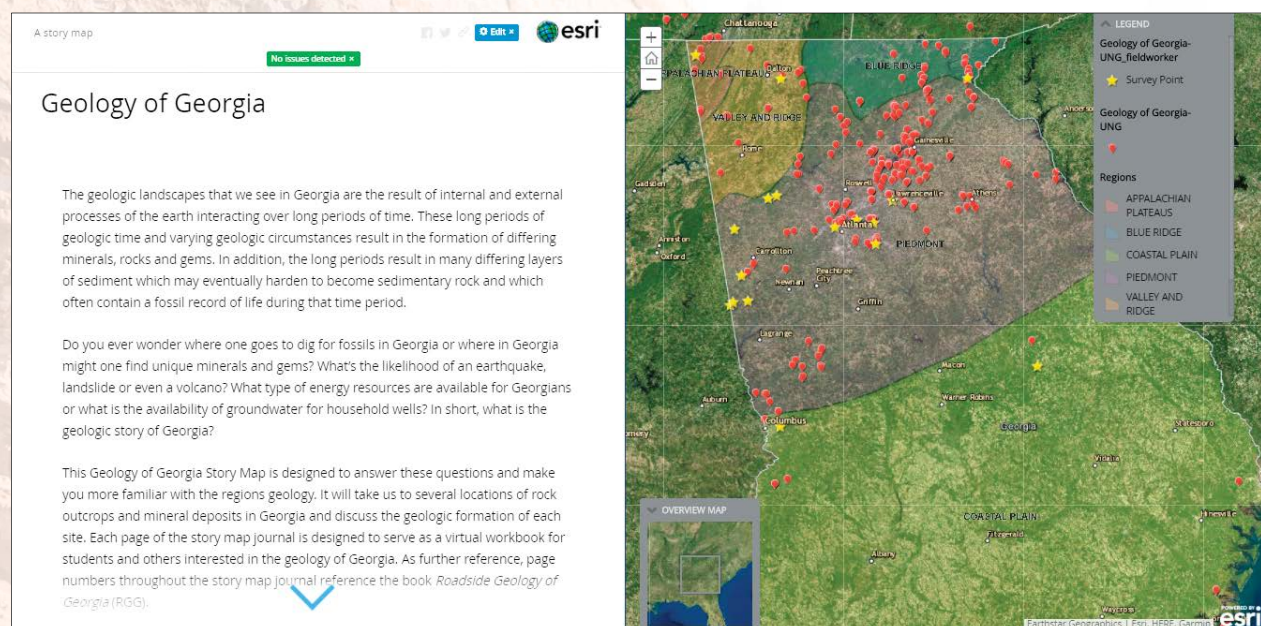 A story map
Edit ×
esri
No issues detected ×
Geology of Georgia
The geologic landscapes that we see in Georgia are the result of internal and external
processes of the earth interacting over long periods of time. These long periods of
geologic time and varying geologic circumstances result in the formation of differing
minerals, rocks and gems. In addition, the long periods result in many differing layers
of sediment which may eventually harden to become sedimentary rock and which
often contain a fossil record of life during that time period.
Do you ever wonder where one goes to dig for fossils in Georgia or where in Georgia
might one find unique minerals and gems? What's the likelihood of an earthquake,
landslide or even a volcano? What type of energy resources are available for Georgians
or what is the availability of groundwater for household wells? In short, what is the
geologic story of Georgia?
This Geology of Georgia Story Map is designed to answer these questions and make
you more familiar with the regions geology. It will take us to several locations of rock
outcrops and mineral deposits in Georgia and discuss the geologic formation of each
site. Each page of the story map journal is designed to serve as a virtual workbook for
students and others interested in the geology of Georgia. As further reference, page
numbers throughout the story map journal reference the book Roadside Geology of
Georgia (RGG).
+
−
Chattanooga
Dalton
BLUE RIDGE
VALLEY AND RIDGE
Rome
Gainesville
Gadsden
Roswell
Lawrenceville
Athens
Anniston
Oxford
Atlanta
PIEDMONT
Carrollton
Newnan
Peachtree
City
Griffin
Lagrange
Macon
Auburn
Warner Robins
Columbus
Georgia
Statesboro
Vidalia
COASTAL PLAIN
Hinesville
Fitzgerald
Albany
Waycross
LEGEND
Geology of Georgia-
UNG_fieldworker
Survey Point
Geology of Georgia-
UNG
Regions
APPALACHIAN
PLATEAUS
BLUE RIDGE
COASTAL PLAIN
PIEDMONT
VALLEY AND
RIDGE
OVERVIEW MAP
Earthstar Geographics | Esri, HERE, Garmin
POWERED BY
esri